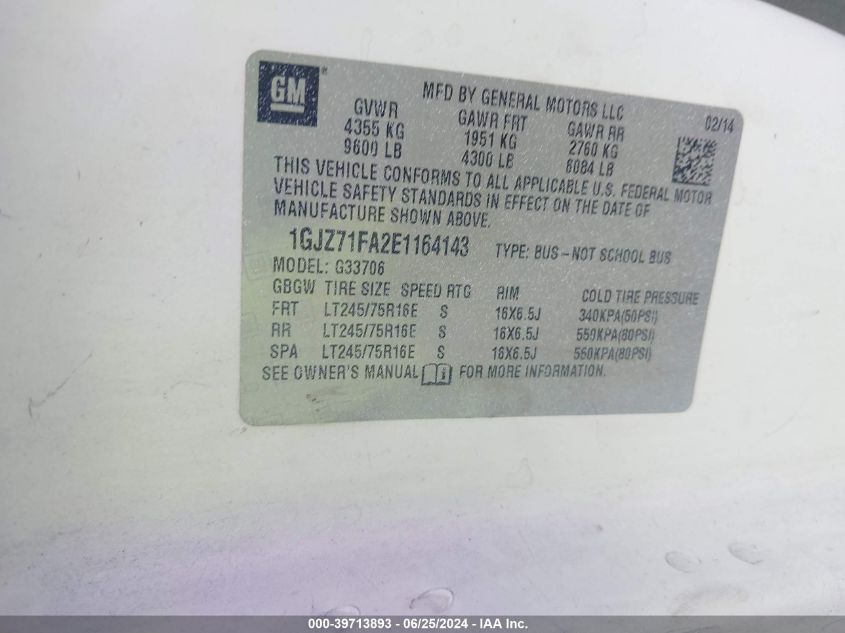 GM ®
MFD BY GENERAL MOTORS LLC 02/14
GVWR GAWR FRT GAWR RR
4355 KG 1951 KG 2760 KG
9600 LB 4300 LB 6084 LB
THIS VEHICLE CONFORMS TO ALL APPLICABLE U.S. FEDERAL MOTOR
VEHICLE SAFETY STANDARDS IN EFFECT ON THE DATE OF
MANUFACTURE SHOWN ABOVE.
1GJZ71FA2E1164143 TYPE: BUS-NOT SCHOOL BUS
MODEL: G33706
GBGW TIRE SIZE SPEED RTG RIM COLD TIRE PRESSURE
FRT LT245/75R16E S 16X6.5J 340KPA(50PSI)
RR LT245/75R16E S 16X6.5J 550KPA(80PSI)
SPA LT245/75R16E S 16X6.5J 560KPA(80PSI)
SEE OWNER'S MANUAL FOR MORE INFORMATION.
000-39713893 - 06/25/2024 - IAA Inc.